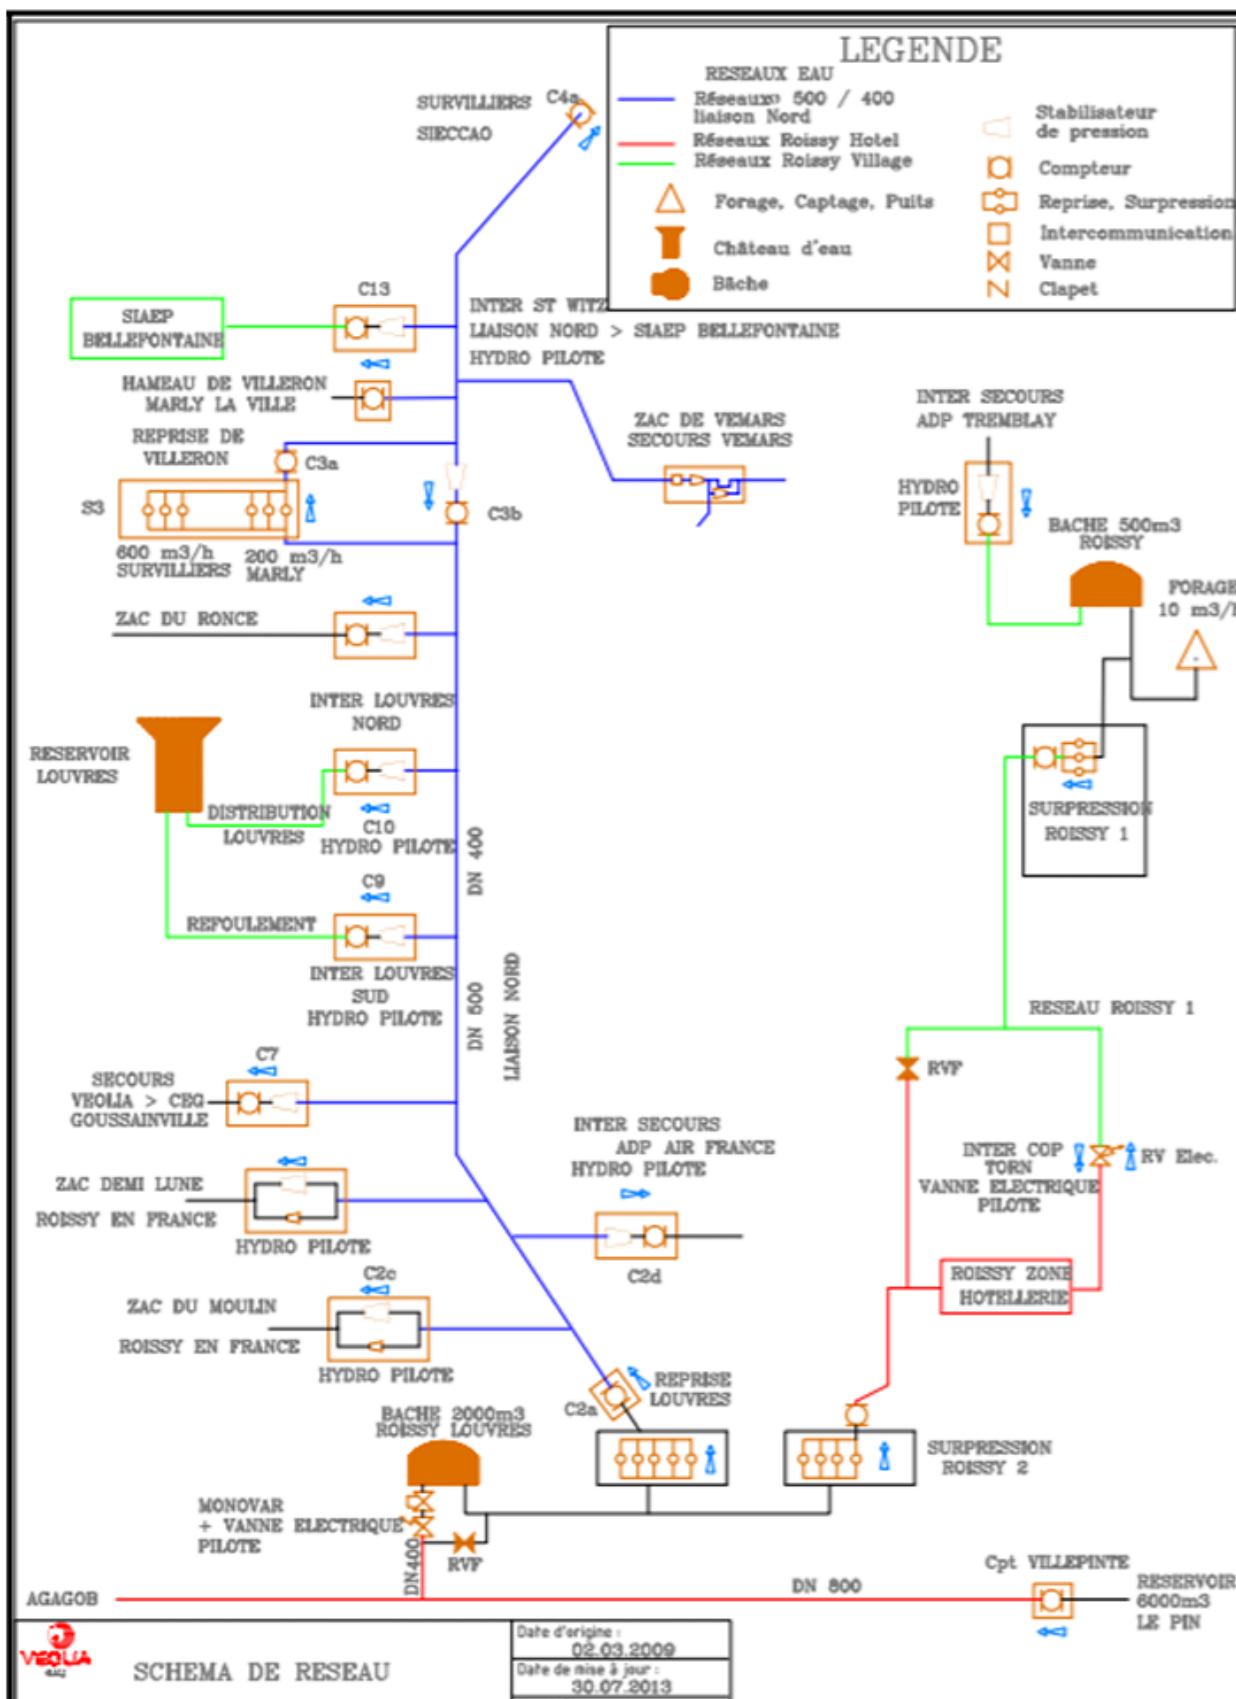 LEGENDE
RESEAUX EAU
Réseaux 500 / 400
liaison Nord
Réseaux Roissy Hotel
Réseaux Roissy Village
Forage, Captage, Puits
Château d'eau
Bâche
Stabilisateur
de pression
Compteur
Reprise, Surpression
Intercommunication
Vanne
Clapet
SURVILLIERS
SIECCAO
C4a
C13
SIAEP
BELLEFONTAINE
INTER ST WITZ
LIAISON NORD > SIAEP BELLEFONTAINE
HYDRO PILOTE
HAMEAU DE VILLERON
MARLY LA VILLE
REPRISE DE
VILLERON
C3a
S3
C3b
600 m3/h
SURVILLIERS
200 m3/h
MARLY
ZAC DE VEMARS
SECOURS VEMARS
INTER SECOURS
ADP TREMBLAY
HYDRO
PILOTE
BACHE 500m3
ROISSY
FORAGE
10 m3/h
ZAC DU RONCE
INTER LOUVRES
NORD
RESERVOIR
LOUVRES
DISTRIBUTION
LOUVRES
C10
HYDRO PILOTE
SURPRESSION
ROISSY 1
DN 400
C9
REFOULEMENT
INTER LOUVRES
SUD
HYDRO PILOTE
DN 500
LIAISON NORD
RESEAU ROISSY 1
C7
SECOURS
VEOLIA > CEG
GOUSSAINVILLE
RVF
INTER SECOURS
ADP AIR FRANCE
HYDRO PILOTE
INTER COP
TORN
VANNE ELECTRIQUE
PILOTE
RV Elec.
ZAC DEMI LUNE
ROISSY EN FRANCE
HYDRO PILOTE
C2d
ROISSY ZONE
HOTELLERIE
C2c
ZAC DU MOULIN
ROISSY EN FRANCE
HYDRO PILOTE
REPRISE
LOUVRES
C2a
BACHE 2000m3
ROISSY LOUVRES
SURPRESSION
ROISSY 2
MONOVAR
+ VANNE ELECTRIQUE
PILOTE
RVF
DN400
Cpt VILLEPINTE
AGAGOB
DN 800
RESERVOIR
6000m3
LE PIN
VEOLIA
EAU
SCHEMA DE RESEAU
Date d'origine :
02.03.2009
Date de mise à jour :
30.07.2013